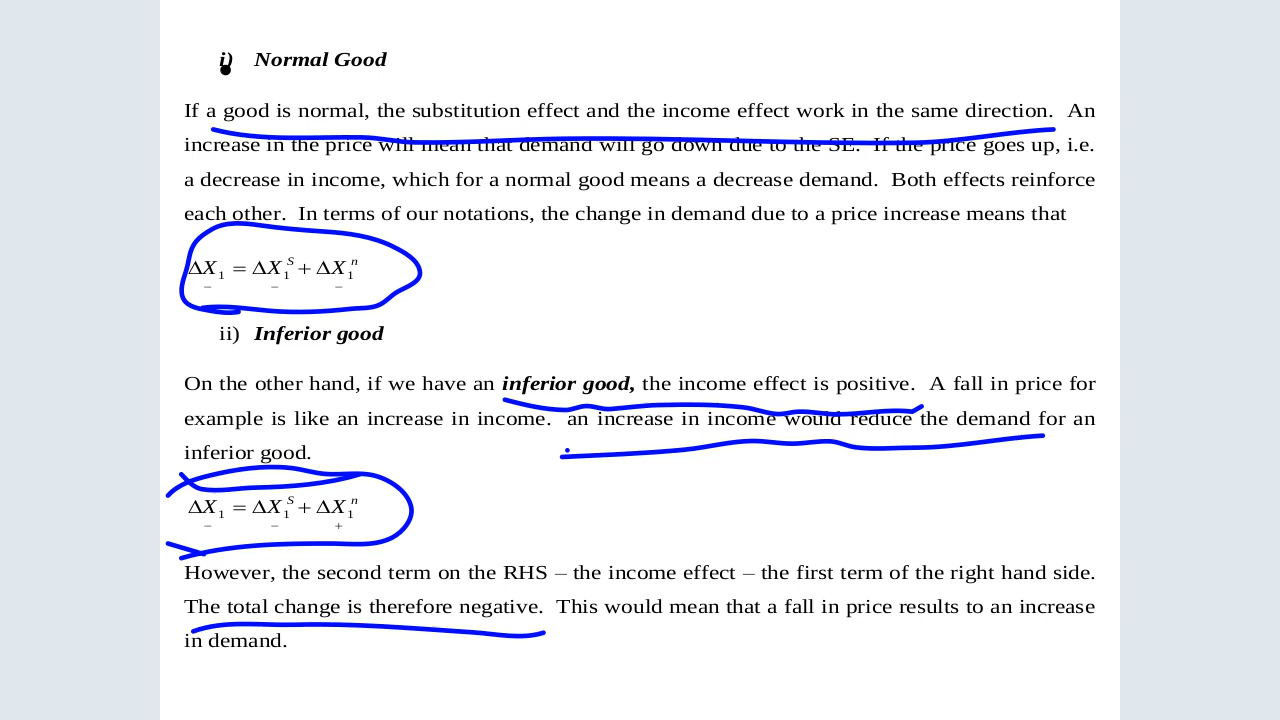 i) Normal Good
If a good is normal, the substitution effect and the income effect work in the same direction. An
increase in the price will mean that demand will go down due to the SE. If the price goes up, i.e.
a decrease in income, which for a normal good means a decrease demand. Both effects reinforce
each other. In terms of our notations, the change in demand due to a price increase means that
ΔX₁ = ΔX₁ˢ + ΔX₁ⁿ
− − −
ii) Inferior good
On the other hand, if we have an inferior good, the income effect is positive. A fall in price for
example is like an increase in income. an increase in income would reduce the demand for an
inferior good.
ΔX₁ = ΔX₁ˢ + ΔX₁ⁿ
− − +
However, the second term on the RHS – the income effect – the first term of the right hand side.
The total change is therefore negative. This would mean that a fall in price results to an increase
in demand.